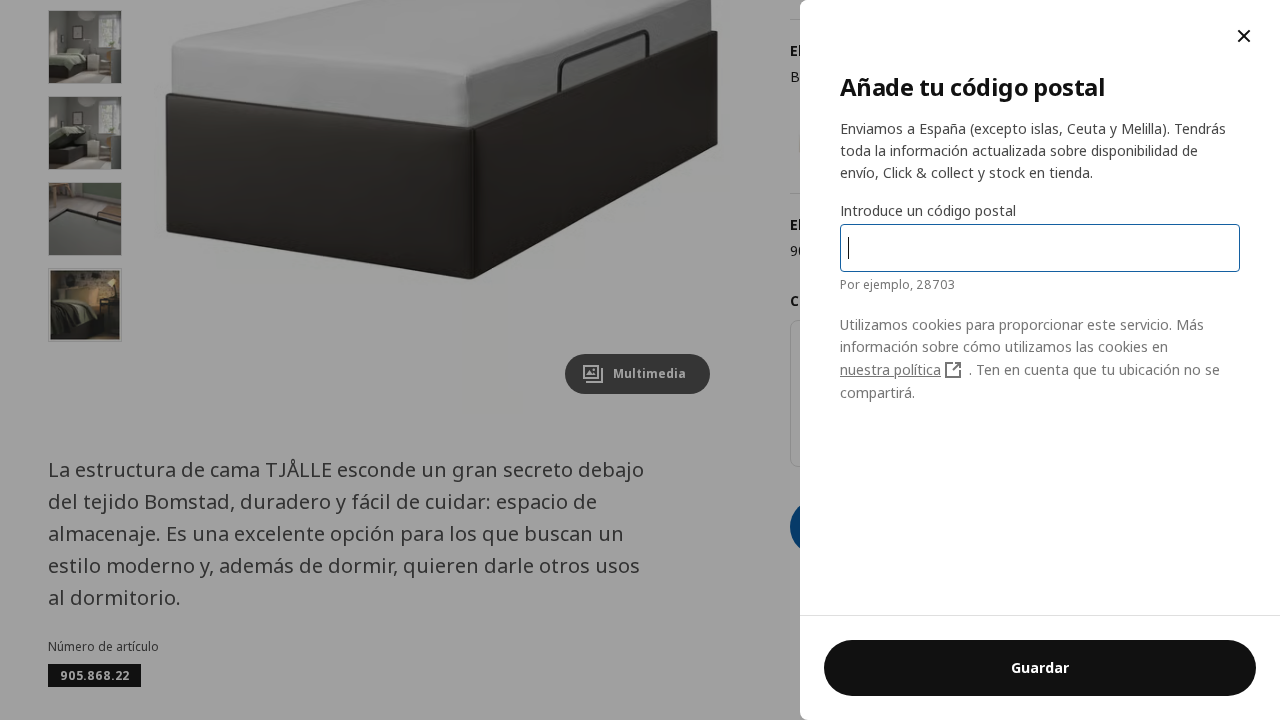 Multimedia
La estructura de cama TJÅLLE esconde un gran secreto debajo
del tejido Bomstad, duradero y fácil de cuidar: espacio de
almacenaje. Es una excelente opción para los que buscan un
estilo moderno y, además de dormir, quieren darle otros usos
al dormitorio.
Número de artículo
905.868.22
Añade tu código postal
Enviamos a España (excepto islas, Ceuta y Melilla). Tendrás
toda la información actualizada sobre disponibilidad de
envío, Click & collect y stock en tienda.
Introduce un código postal
Por ejemplo, 28703
Utilizamos cookies para proporcionar este servicio. Más
información sobre cómo utilizamos las cookies en
nuestra política . Ten en cuenta que tu ubicación no se
compartirá.
Guardar